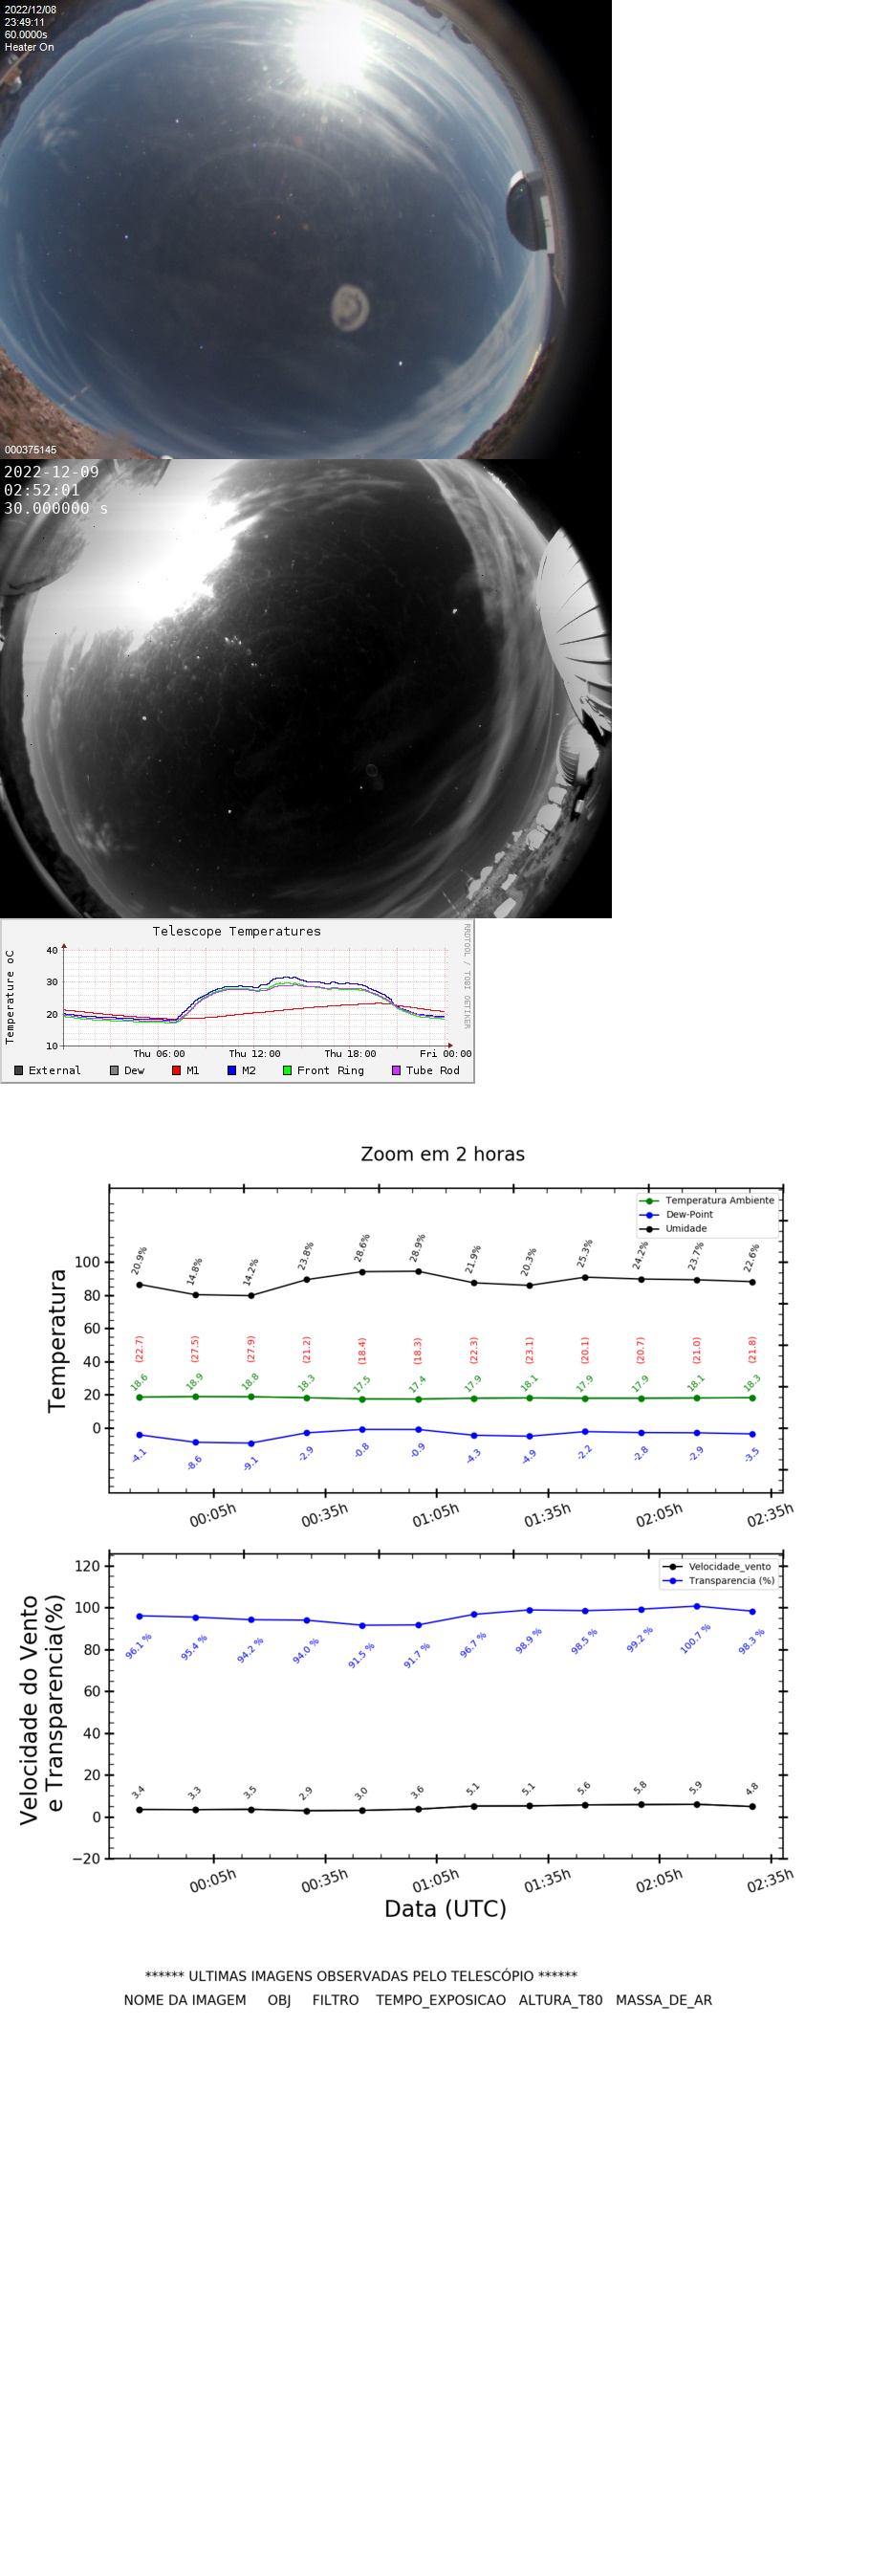 2022/12/08
23:49:11
60.0000s
Heater On
000375145
2022-12-09
02:52:01
30.000000 s
Telescope Temperatures
Temperature oC
40
30
20
10
Thu 06:00 Thu 12:00 Thu 18:00 Fri 00:00
External Dew M1 M2 Front Ring Tube Rod
RRDTOOL / TOBI OETIKER
Zoom em 2 horas
Temperatura
Temperatura Ambiente
Dew-Point
Umidade
100
80
60
40
20
0
20.9% 14.8% 14.2% 23.8% 28.6% 28.9% 21.9% 20.3% 25.3% 24.2% 23.7% 22.6%
(22.7) (27.5) (27.9) (21.2) (18.4) (18.3) (22.3) (23.1) (20.1) (20.7) (21.0) (21.8)
18.6 18.9 18.8 18.3 17.5 17.4 17.9 18.1 17.9 17.9 18.1 18.3
-4.1 -8.6 -9.1 -2.9 -0.8 -0.9 -4.3 -4.9 -2.2 -2.8 -2.9 -3.5
00:05h 00:35h 01:05h 01:35h 02:05h 02:35h
Velocidade do Vento
e Transparencia(%)
Velocidade_vento
Transparencia (%)
120
100
80
60
40
20
0
−20
96.1 % 95.4 % 94.2 % 94.0 % 91.5 % 91.7 % 96.7 % 98.9 % 98.5 % 99.2 % 100.7 % 98.3 %
3.4 3.3 3.5 2.9 3.0 3.6 5.1 5.1 5.6 5.8 5.9 4.8
00:05h 00:35h 01:05h 01:35h 02:05h 02:35h
Data (UTC)
****** ULTIMAS IMAGENS OBSERVADAS PELO TELESCÓPIO ******
NOME DA IMAGEM OBJ FILTRO TEMPO_EXPOSICAO ALTURA_T80 MASSA_DE_AR